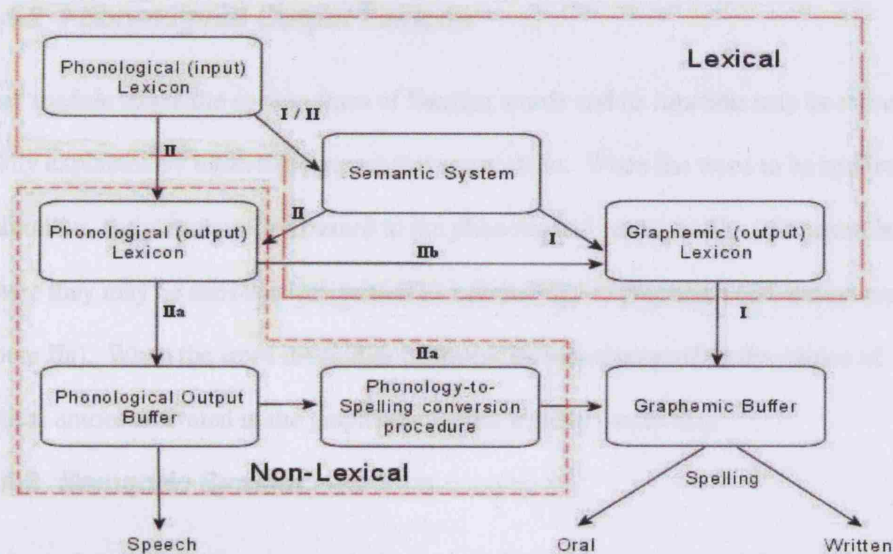 Lexical
Phonological (input)
Lexicon
I / II
II
Semantic System
II
I
Phonological (output)
Lexicon
IIb
Graphemic (output)
Lexicon
IIa
I
IIa
Phonological Output
Buffer
Phonology-to-
Spelling conversion
procedure
Graphemic Buffer
Non-Lexical
Spelling
Speech
Oral
Written